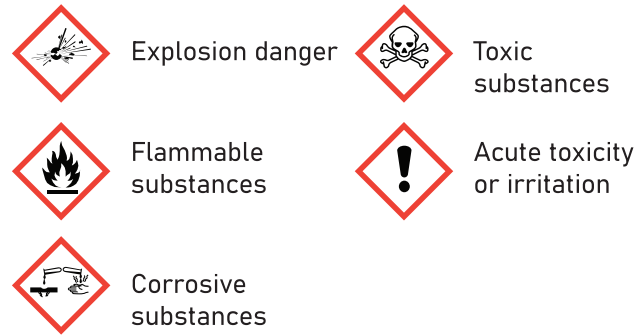 Explosion danger
Flammable
substances
Corrosive
substances
Toxic
substances
Acute toxicity
or irritation